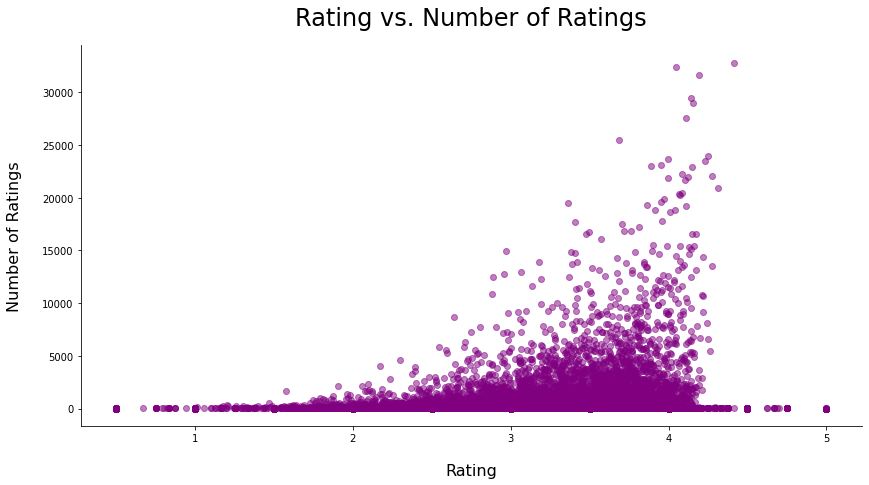 Rating vs. Number of Ratings
Number of Ratings
30000
25000
20000
15000
10000
5000
0
1 2 3 4 5
Rating